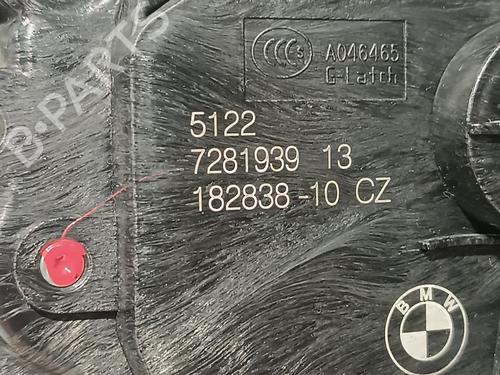 B-PARTS
CCC S
A046465
G-Latch
5122
7281939 13
182838-10 CZ
BMW